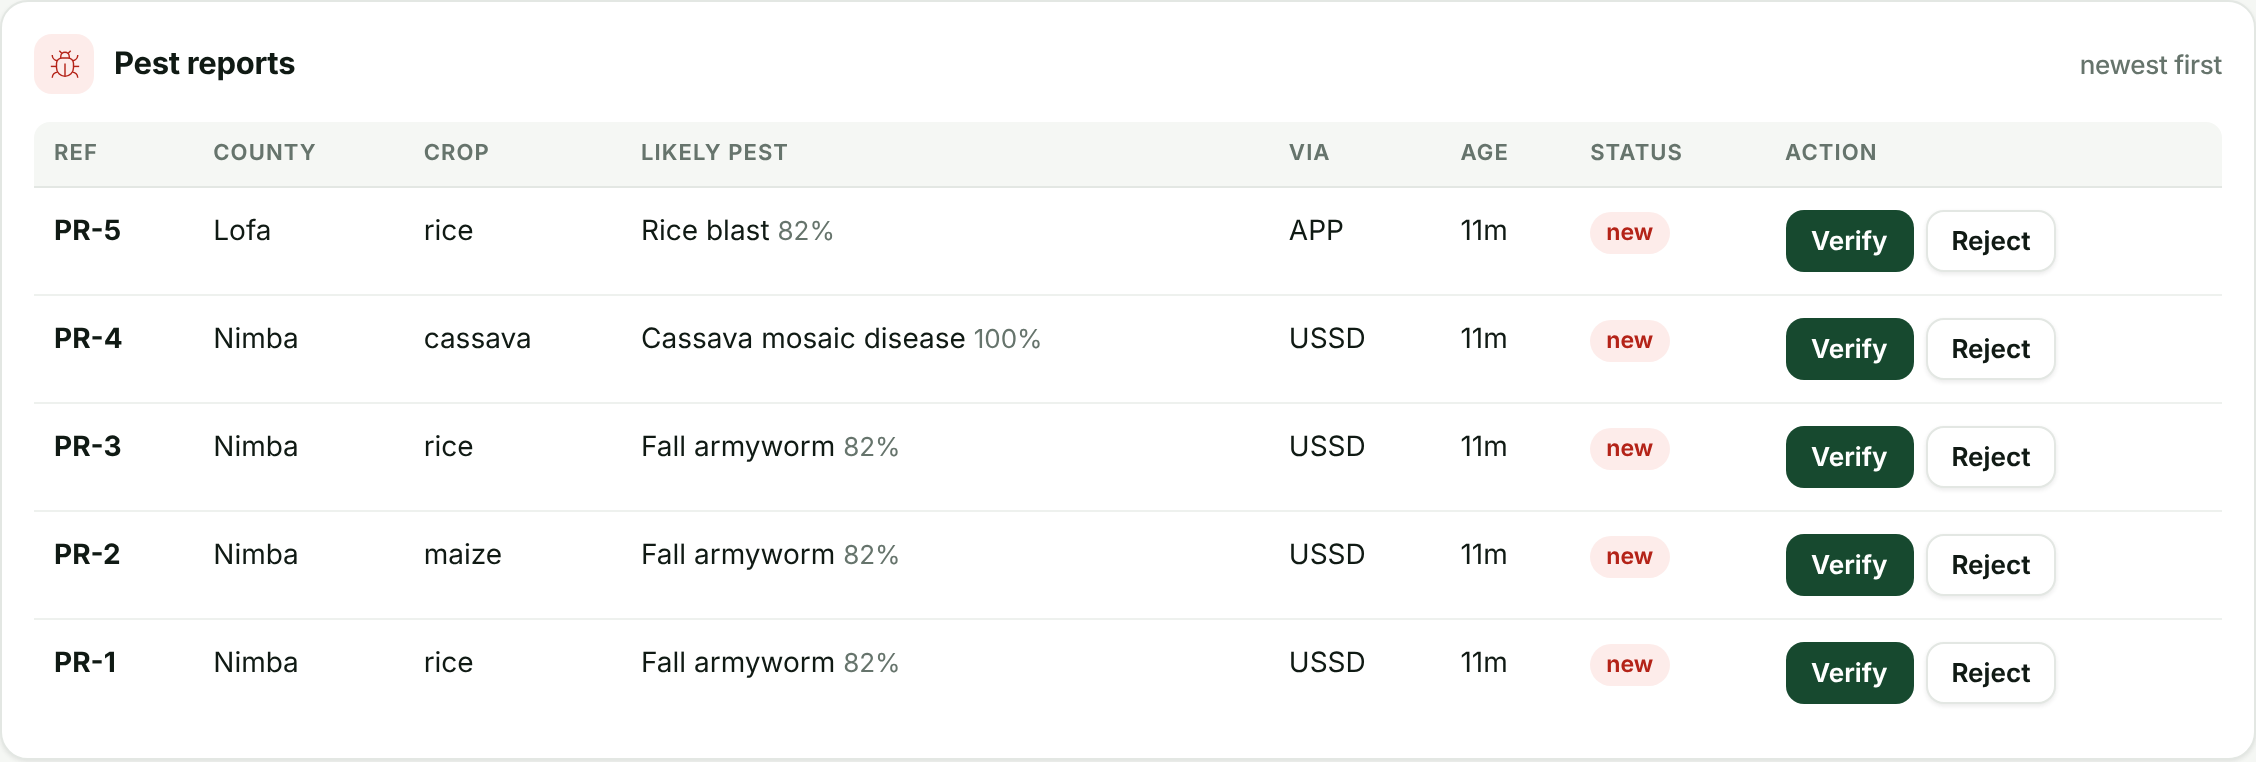 Pest reports
newest first
REF COUNTY CROP LIKELY PEST VIA AGE STATUS ACTION
PR-5 Lofa rice Rice blast 82% APP 11m new Verify Reject
PR-4 Nimba cassava Cassava mosaic disease 100% USSD 11m new Verify Reject
PR-3 Nimba rice Fall armyworm 82% USSD 11m new Verify Reject
PR-2 Nimba maize Fall armyworm 82% USSD 11m new Verify Reject
PR-1 Nimba rice Fall armyworm 82% USSD 11m new Verify Reject